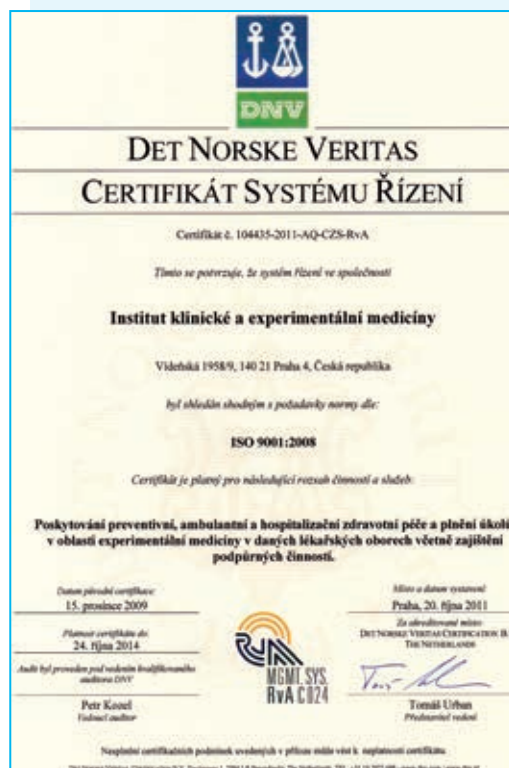 DNV
DET NORSKE VERITAS
CERTIFIKÁT SYSTÉMU ŘÍZENÍ
Certifikát č. 104435-2011-AQ-CZS-RvA
Tímto se potvrzuje, že systém řízení ve společnosti
Institut klinické a experimentální medicíny
Vídeňská 1958/9, 140 21 Praha 4, Česká republika
byl shledán shodným s požadavky normy dle:
ISO 9001:2008
Certifikát je platný pro následující rozsah činností a služeb:
Poskytování preventivní, ambulantní a hospitalizační zdravotní péče a plnění úkolů
v oblasti experimentální medicíny v daných lékařských oborech včetně zajištění
podpůrných činností.
Datum původní certifikace:
15. prosince 2009
Platnost certifikátu do:
24. října 2014
Audit byl proveden pod vedením kvalifikovaného
auditora DNV
Petr Kozel
Vedoucí auditor
RvA
MGMT. SYS.
RvA C024
Místo a datum vystavení:
Praha, 20. října 2011
Za akreditované místo:
DET NORSKE VERITAS CERTIFICATION B.
THE NETHERLANDS
Tomáš Urban
Představitel vedení
Nesplnění certifikačních podmínek uvedených v příloze může vést k neplatnosti certifikátu.